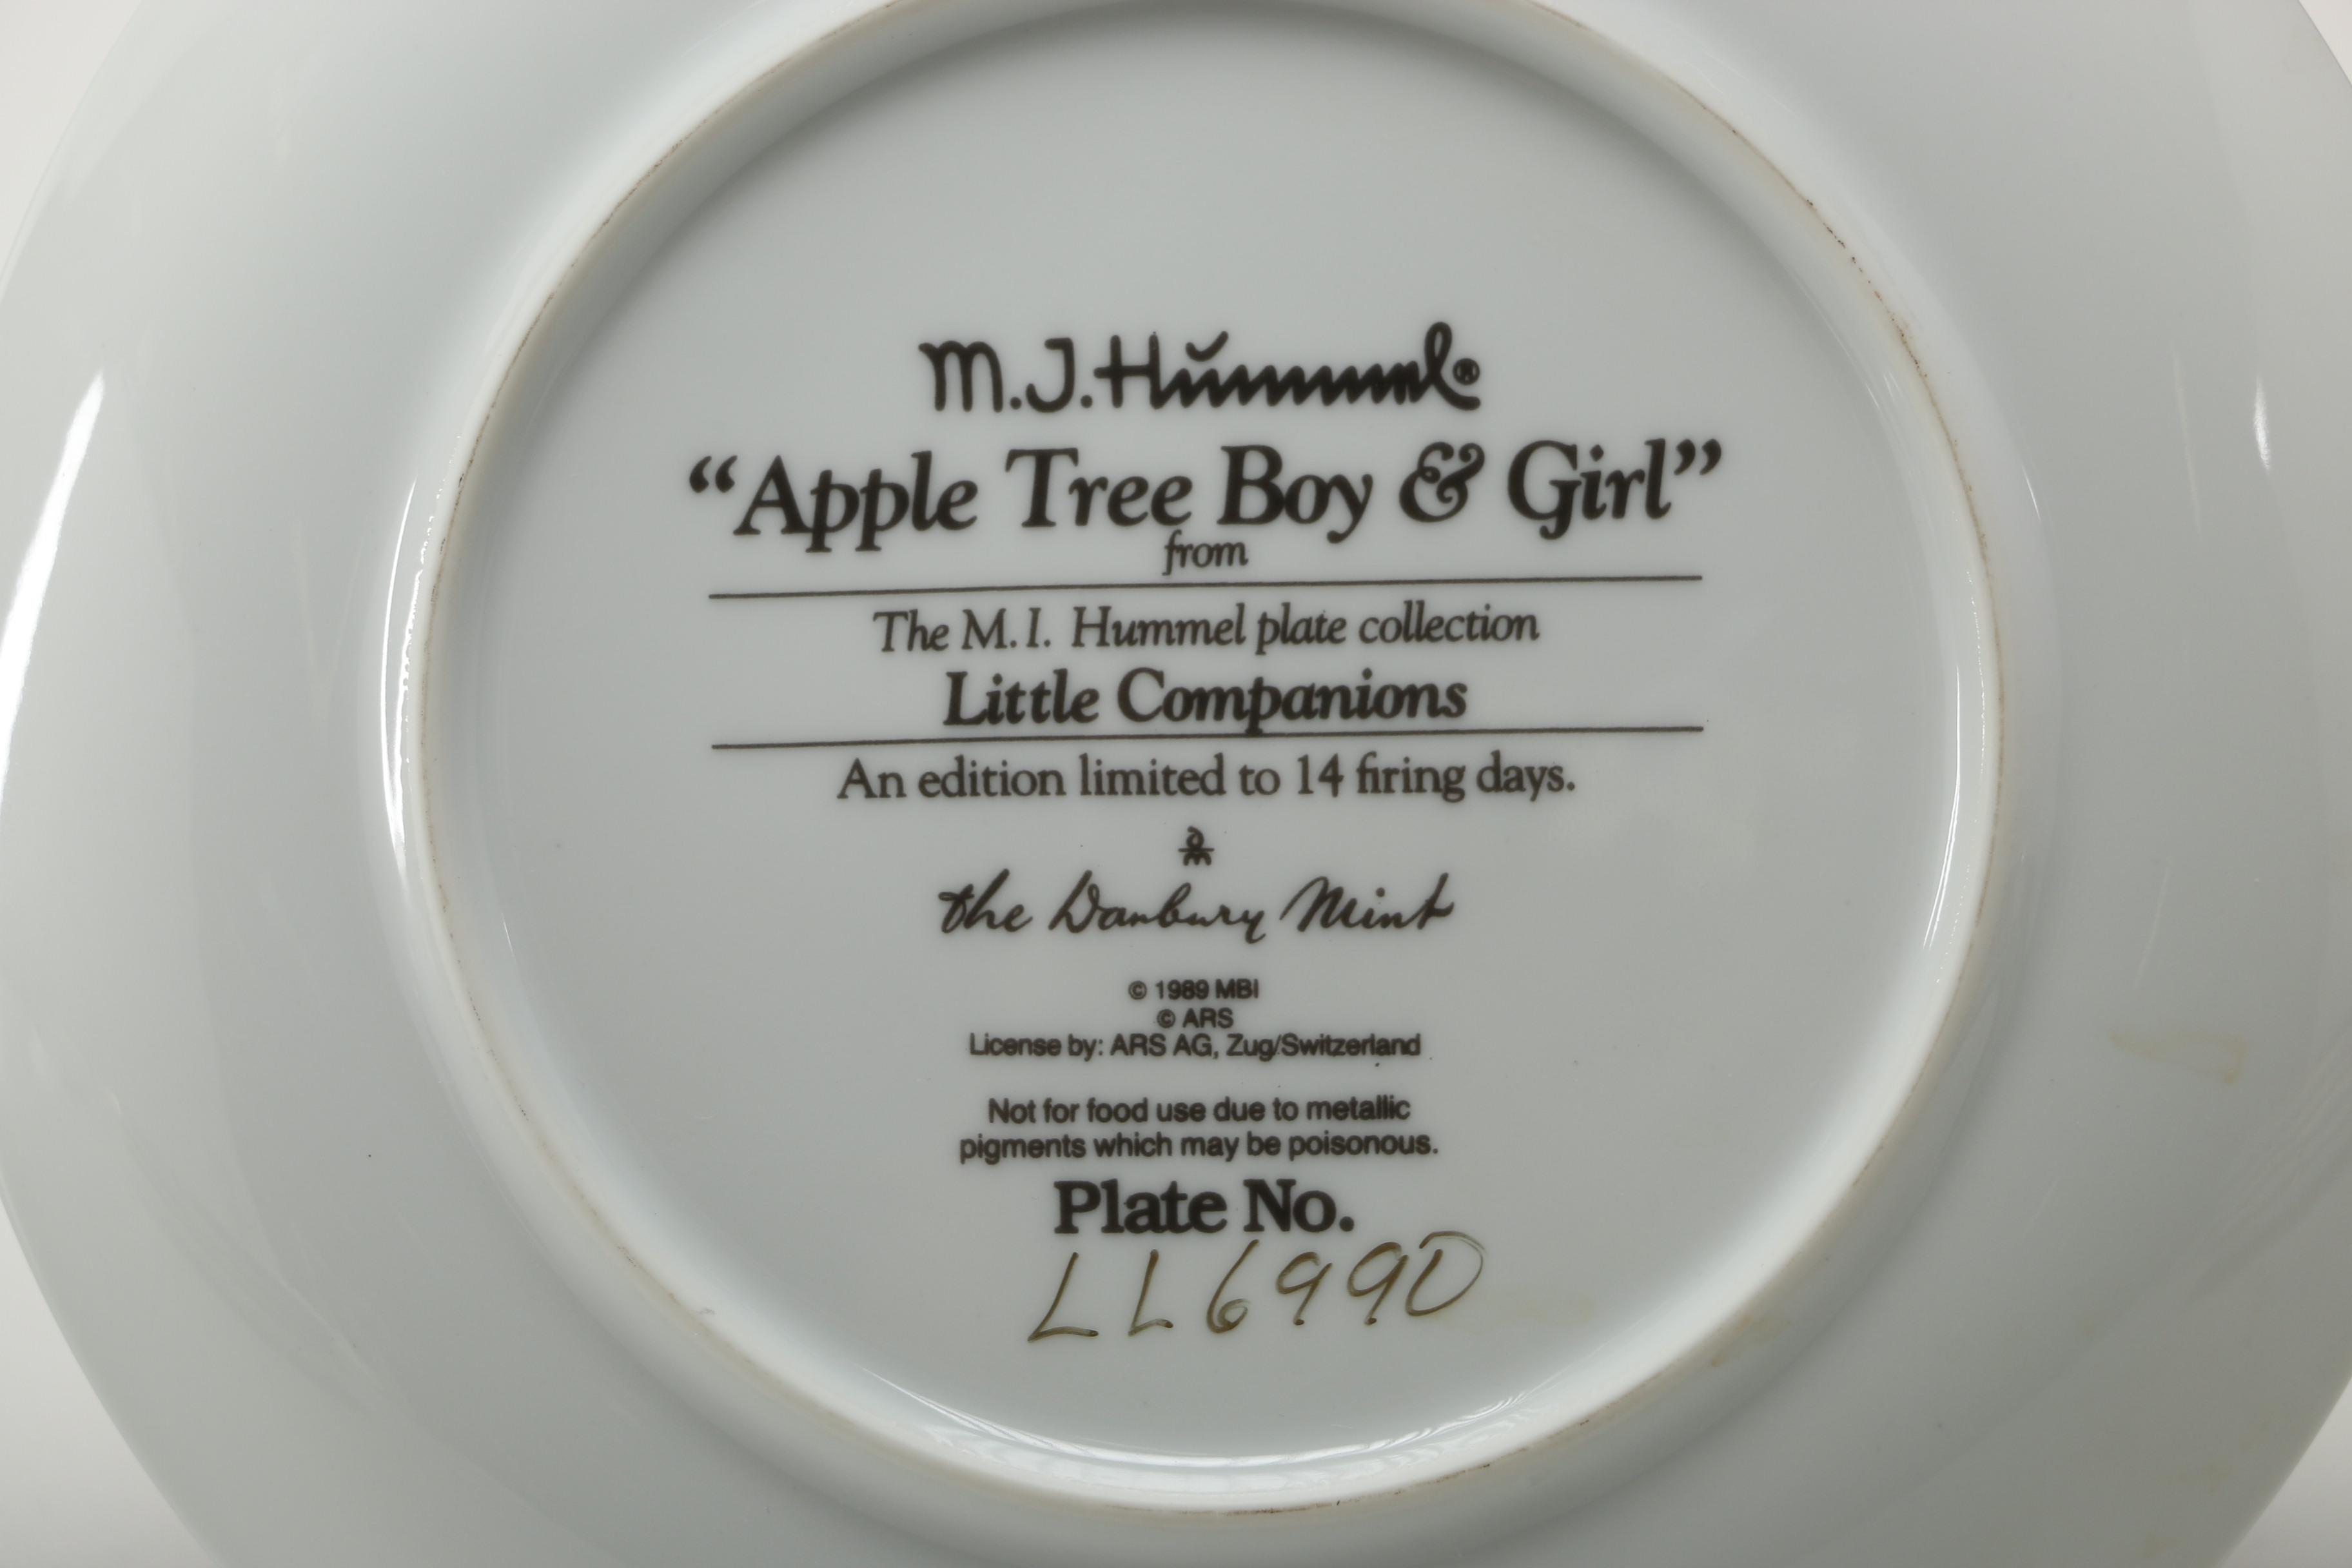 M.J.Hummel®
“Apple Tree Boy & Girl”
from
The M.I. Hummel plate collection
Little Companions
An edition limited to 14 firing days.
the Danbury Mint
© 1989 MBI
© ARS
License by: ARS AG, Zug/Switzerland
Not for food use due to metallic
pigments which may be poisonous.
Plate No.
LL6990